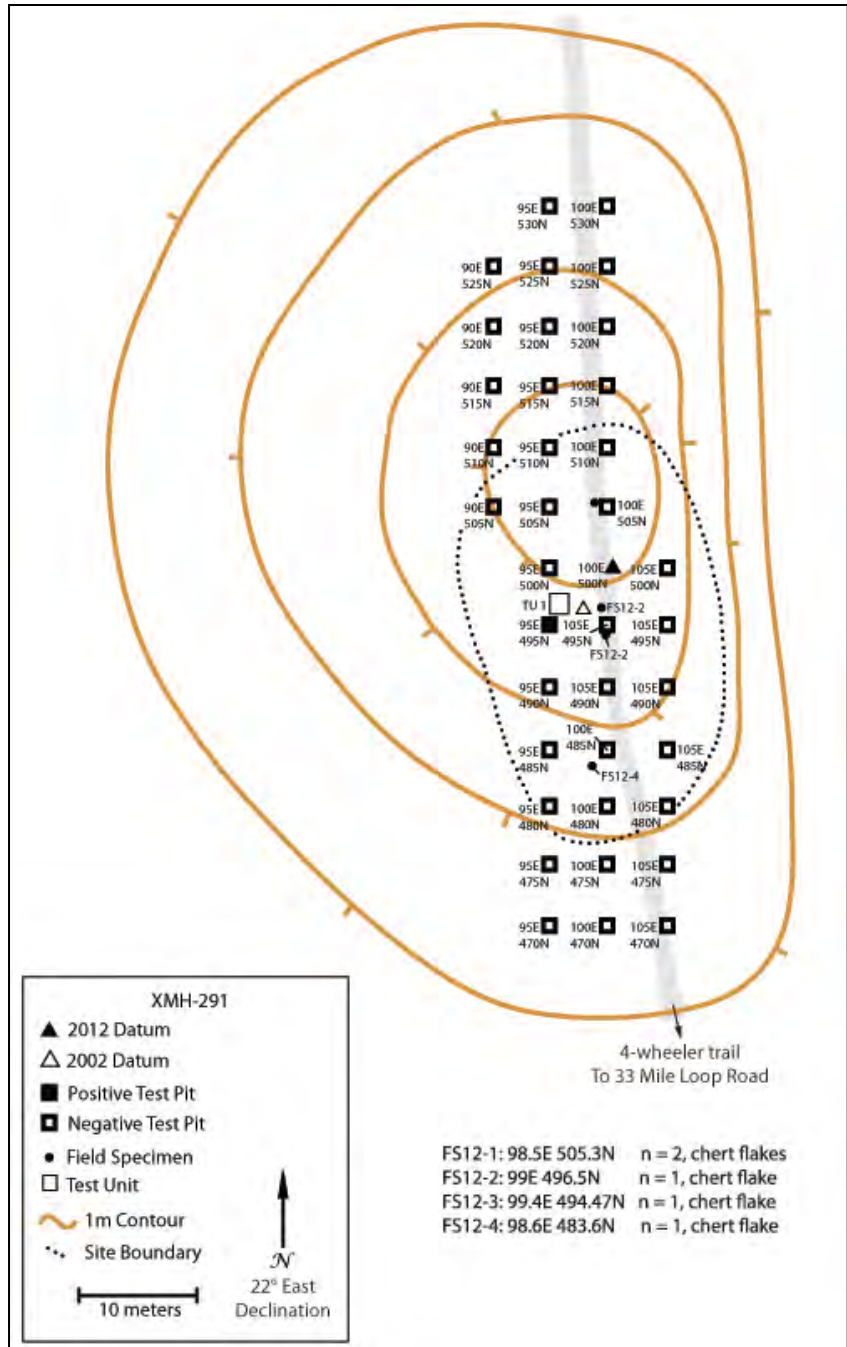 95E 100E
530N 530N
90E 95E 100E
525N 525N 525N
90E 95E 100E
520N 520N 520N
90E 95E 100E
515N 515N 515N
90E 95E 100E
510N 510N 510N
90E 95E 100E
505N 505N 505N
95E 100E 105E
500N 500N 500N
TU 1 FS12-2
95E 105E 105E
495N 495N 495N
FS12-2
95E 105E 105E
490N 490N 490N
100E
485N
95E 105E
485N 485N
FS12-4
95E 100E 105E
480N 480N 480N
95E 100E 105E
475N 475N 475N
95E 100E 105E
470N 470N 470N
4-wheeler trail
To 33 Mile Loop Road
XMH-291
2012 Datum
2002 Datum
Positive Test Pit
Negative Test Pit
Field Specimen
Test Unit
1m Contour
Site Boundary
10 meters
N
22° East
Declination
FS12-1: 98.5E 505.3N n = 2, chert flakes
FS12-2: 99E 496.5N n = 1, chert flake
FS12-3: 99.4E 494.47N n = 1, chert flake
FS12-4: 98.6E 483.6N n = 1, chert flake